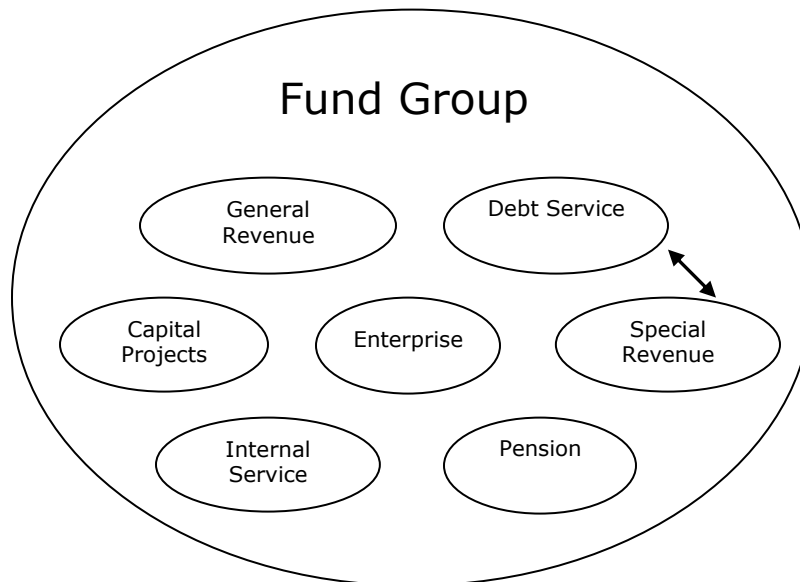 Fund Group
General
Revenue
Debt Service
Capital
Projects
Enterprise
Special
Revenue
Internal
Service
Pension